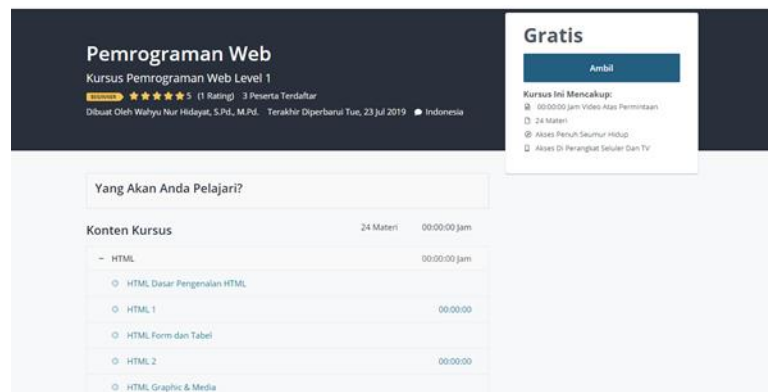 Pemrograman Web
Kursus Pemrograman Web Level 1
BEGINNER 5 (1 Rating) 3 Peserta Terdaftar
Dibuat Oleh Wahyu Nur Hidayat, S.Pd., M.Pd. Terakhir Diperbarui Tue, 23 Jul 2019 Indonesia
Gratis
Ambil
Kursus Ini Mencakup:
00:00:00 Jam Video Atas Permintaan
24 Materi
Akses Penuh Seumur Hidup
Akses Di Perangkat Seluler Dan TV
Yang Akan Anda Pelajari?
Konten Kursus 24 Materi 00:00:00 Jam
− HTML 00:00:00 Jam
HTML Dasar Pengenalan HTML
HTML 1 00:00:00
HTML Form dan Tabel
HTML 2 00:00:00
HTML Graphic & Media